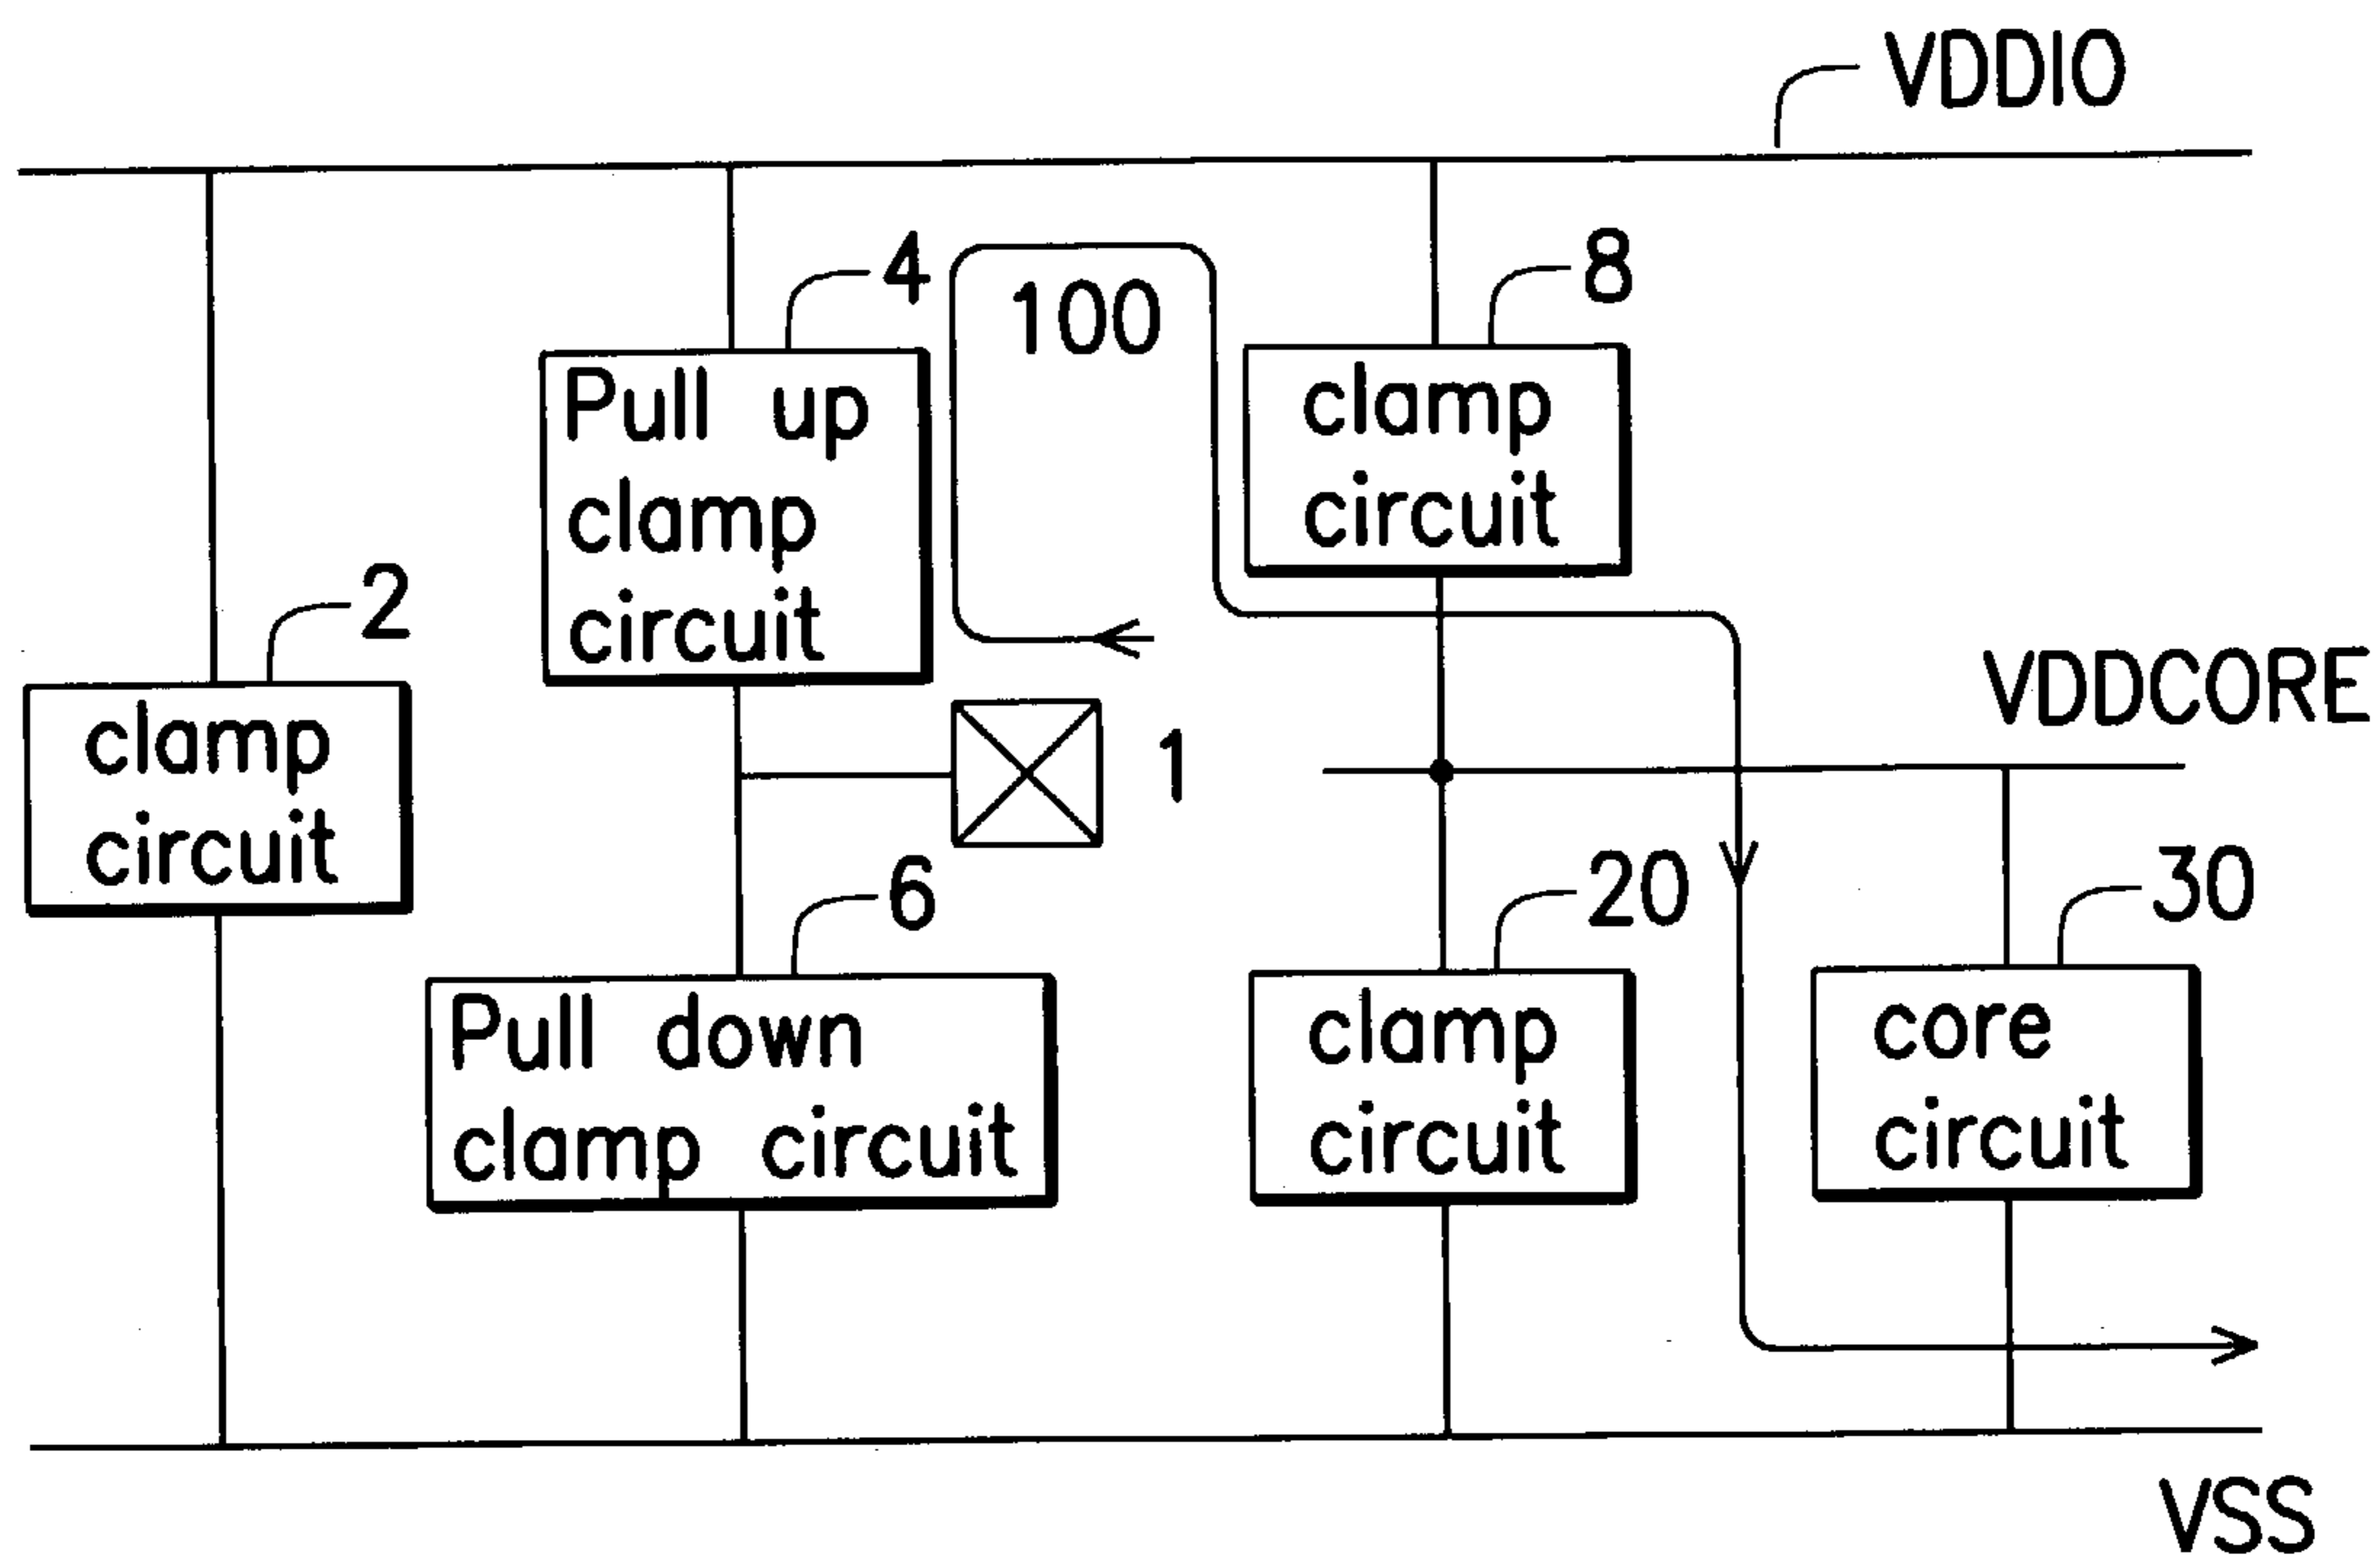 VDDIO
4
100
8
Pull up
clamp
circuit
clamp
circuit
2
clamp
circuit
1
VDDCORE
6
20
30
Pull down
clamp circuit
clamp
circuit
core
circuit
VSS